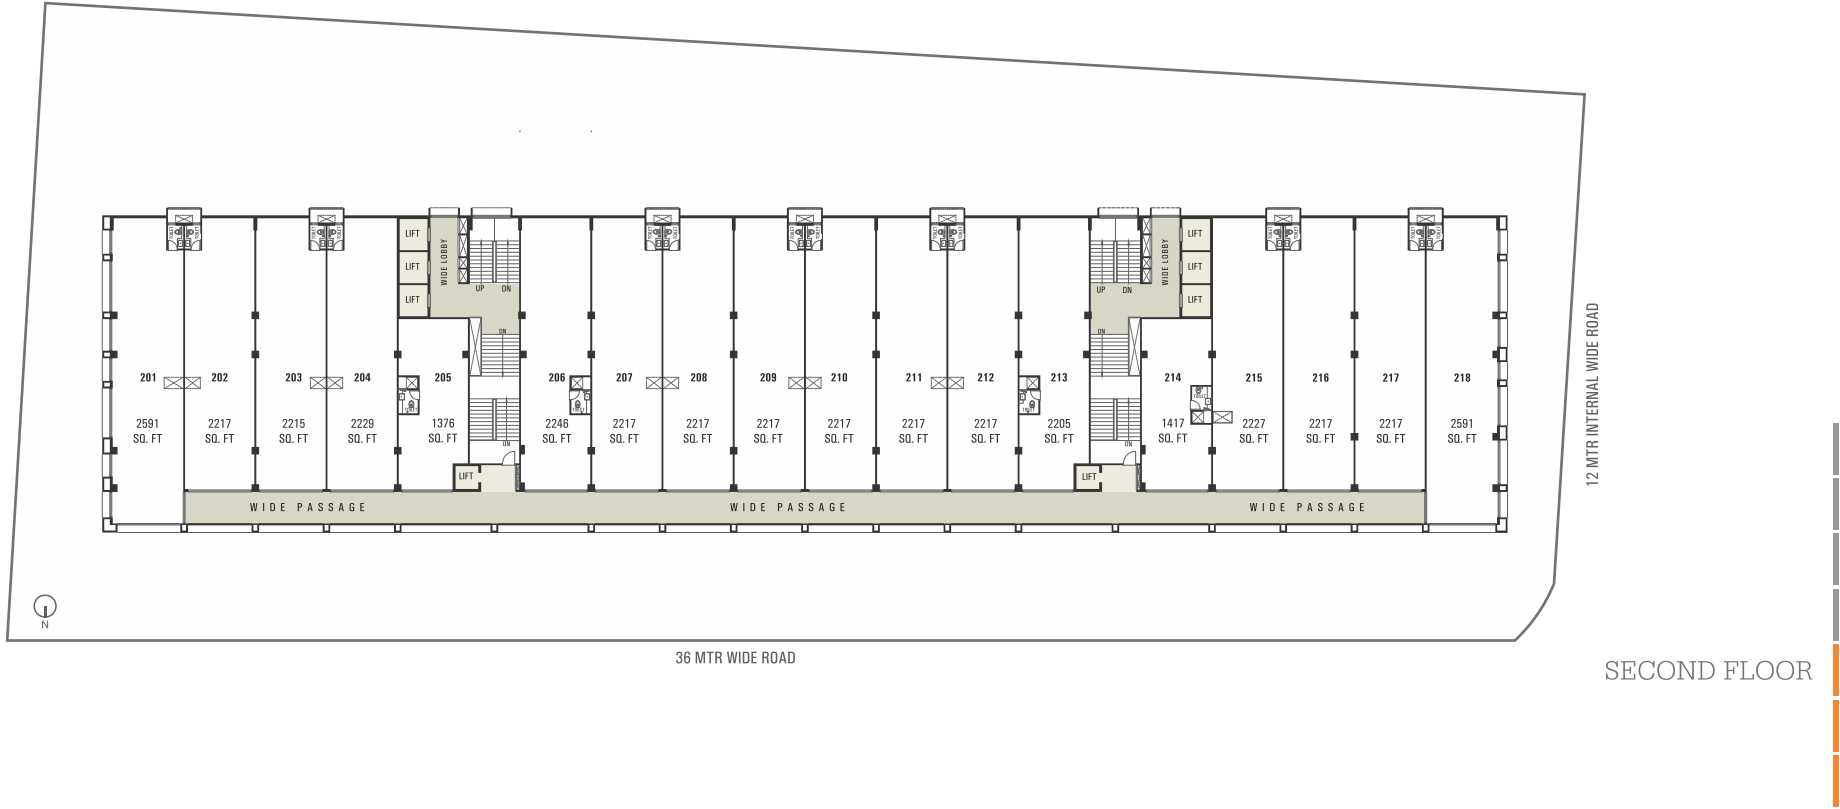 LIFT
LIFT
LIFT
WIDE LOBBY
UP DN
DN
LIFT
LIFT
LIFT
WIDE LOBBY
UP DN
DN
201 202 203 204 205 206 207 208 209 210 211 212 213 214 215 216 217 218
2591 2217 2215 2229 1376 2246 2217 2217 2217 2217 2217 2217 2205 1417 2227 2217 2217 2591
SQ. FT SQ. FT SQ. FT SQ. FT SQ. FT SQ. FT SQ. FT SQ. FT SQ. FT SQ. FT SQ. FT SQ. FT SQ. FT SQ. FT SQ. FT SQ. FT SQ. FT SQ. FT
DN DN
LIFT LIFT
WIDE PASSAGE WIDE PASSAGE WIDE PASSAGE
12 MTR INTERNAL WIDE ROAD
N
36 MTR WIDE ROAD
SECOND FLOOR